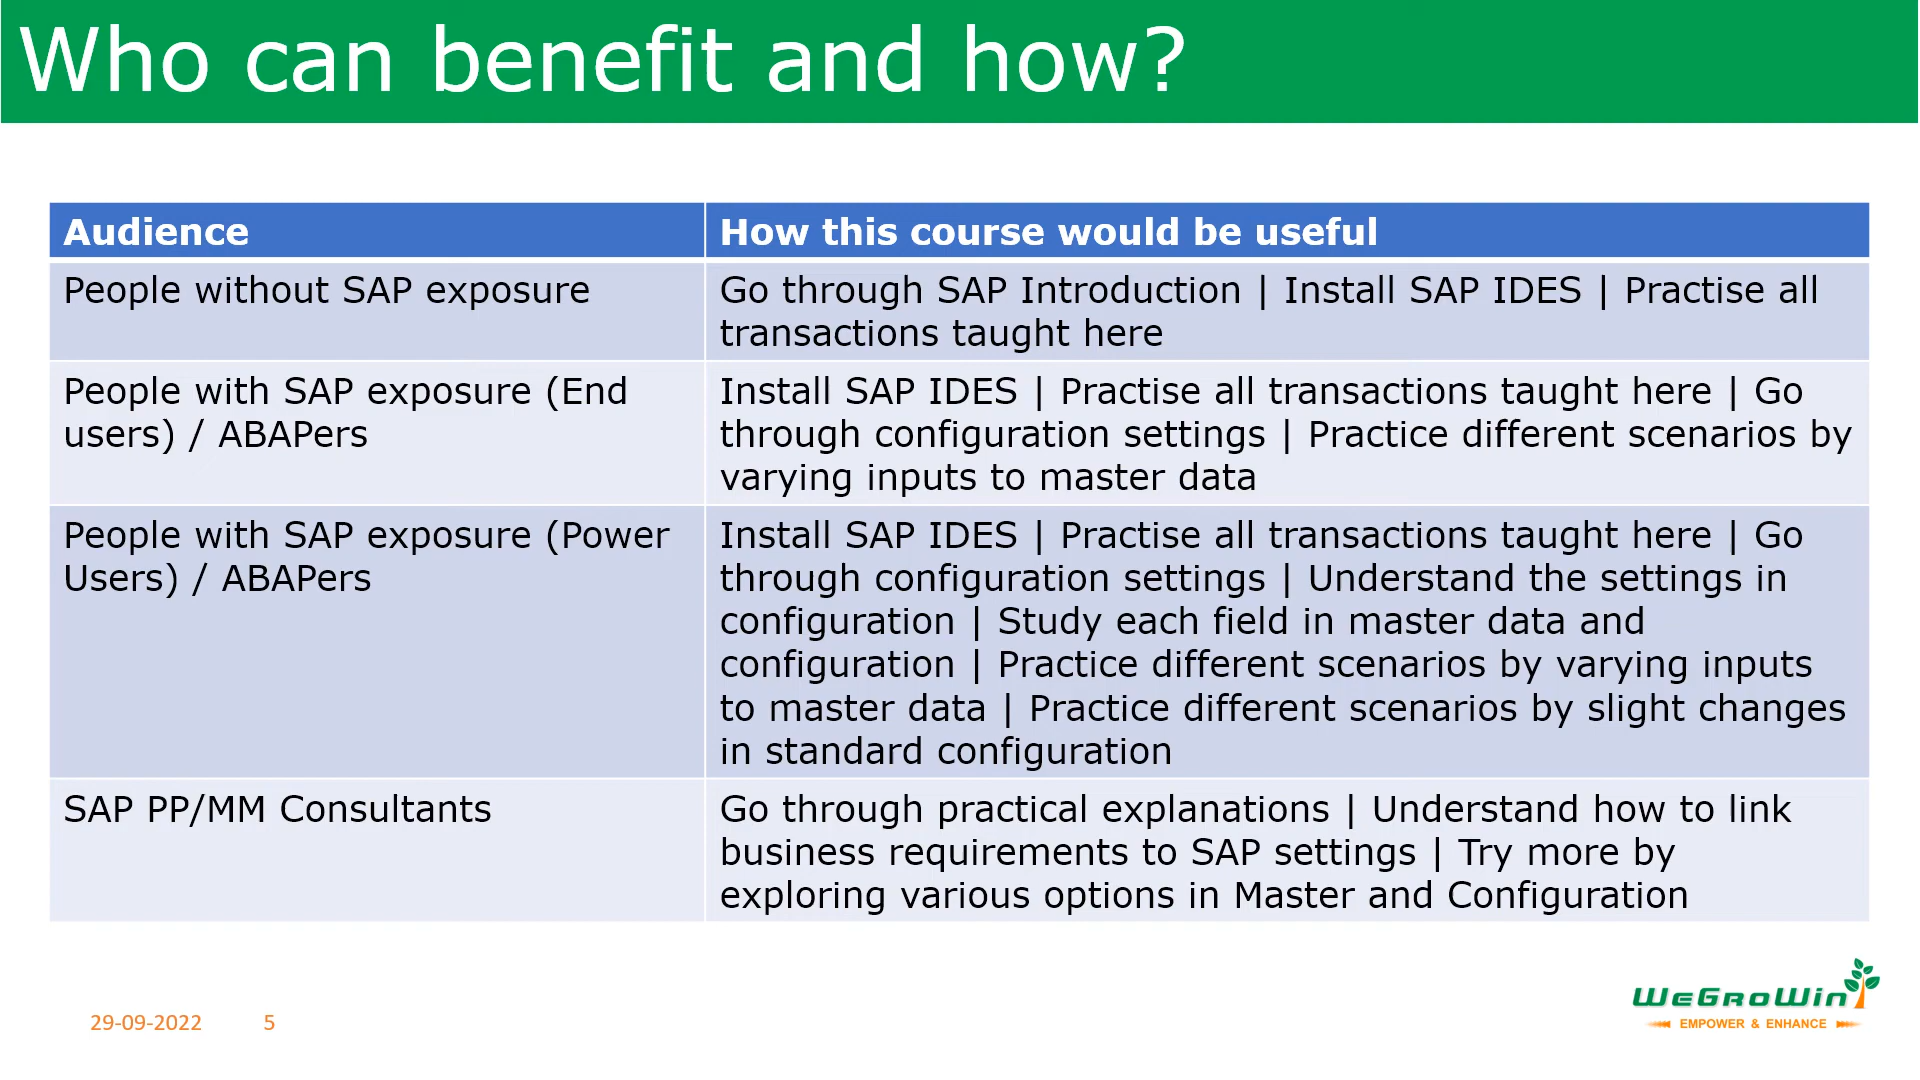 Who can benefit and how?
Audience
How this course would be useful
People without SAP exposure
Go through SAP Introduction | Install SAP IDES | Practise all
transactions taught here
People with SAP exposure (End
users) / ABAPers
Install SAP IDES | Practise all transactions taught here | Go
through configuration settings | Practice different scenarios by
varying inputs to master data
People with SAP exposure (Power
Users) / ABAPers
Install SAP IDES | Practise all transactions taught here | Go
through configuration settings | Understand the settings in
configuration | Study each field in master data and
configuration | Practice different scenarios by varying inputs
to master data | Practice different scenarios by slight changes
in standard configuration
SAP PP/MM Consultants
Go through practical explanations | Understand how to link
business requirements to SAP settings | Try more by
exploring various options in Master and Configuration
29-09-2022
5
WeGroWin
EMPOWER & ENHANCE